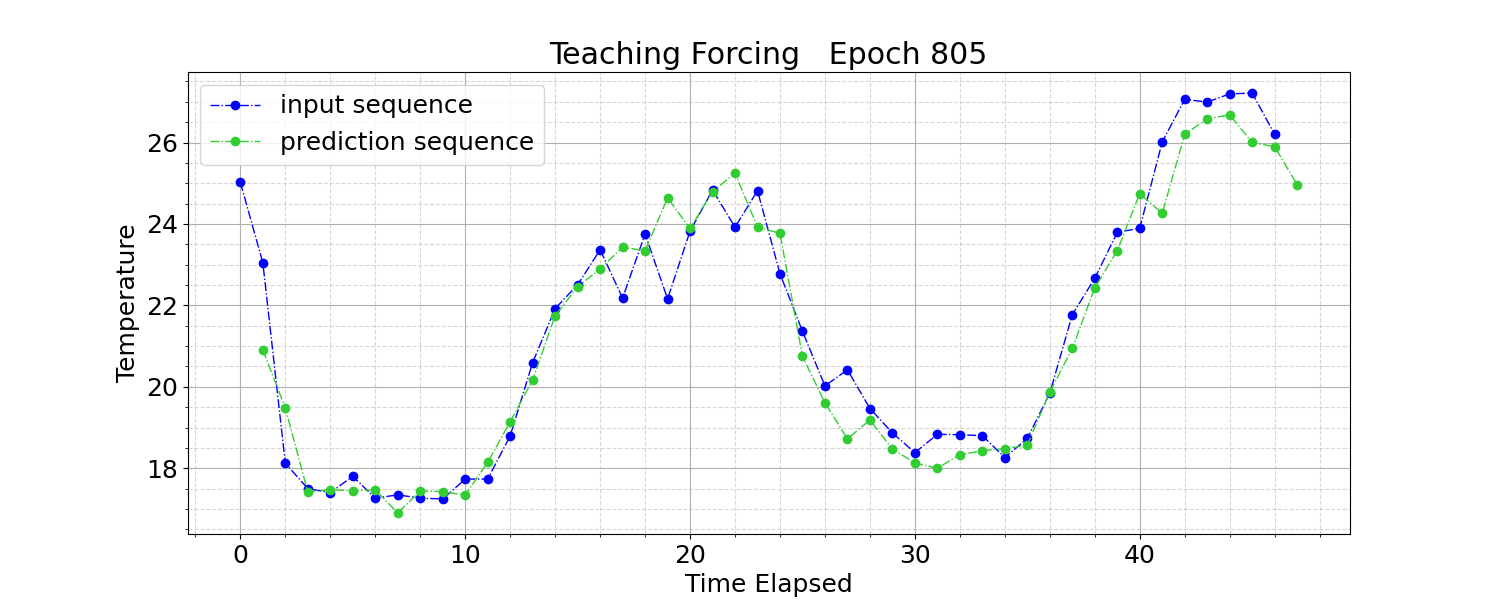 Teaching Forcing   Epoch 805
input sequence
prediction sequence
Temperature
26
24
22
20
18
0 10 20 30 40
Time Elapsed